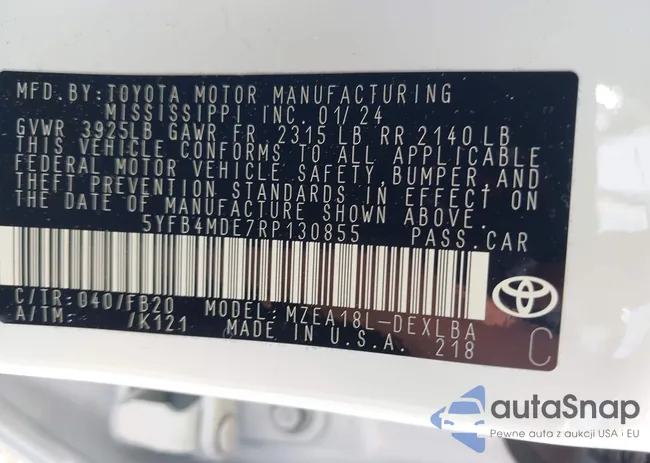 MFD. BY: TOYOTA MOTOR MANUFACTURING
MISSISSIPPI, INC. 01/24
GVWR 3925LB GAWR FR 2315 LB RR 2140 LB
THIS VEHICLE CONFORMS TO ALL APPLICABLE
FEDERAL MOTOR VEHICLE SAFETY, BUMPER, AND
THEFT PREVENTION STANDARDS IN EFFECT ON
THE DATE OF MANUFACTURE SHOWN ABOVE.
5YFB4MDE7RP130855 PASS.CAR
C/TR: 040/FB20 MODEL: MZEA18L-DEXLBA
A/TM: /K121 MADE IN U.S.A. 218
C
autaSnap
Pewne auta z aukcji USA i EU